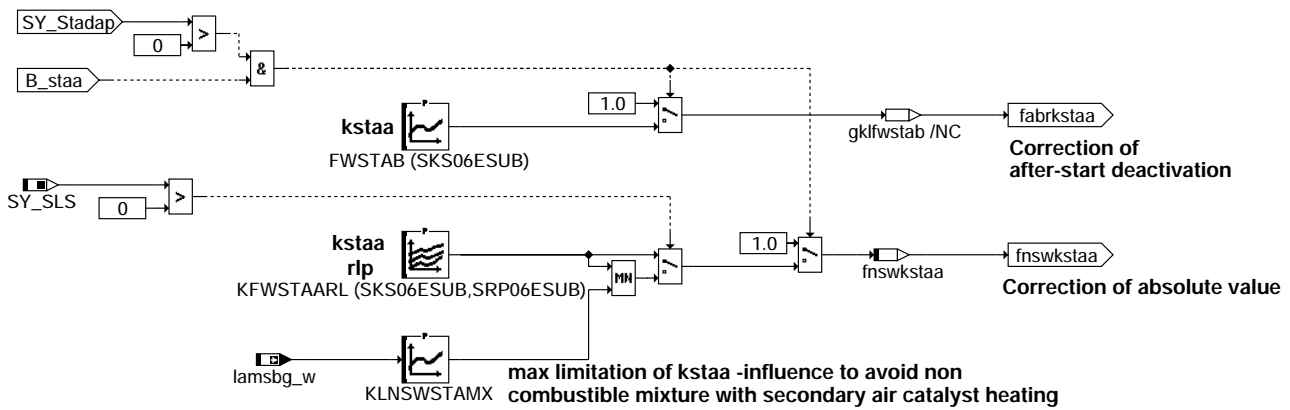 SY_Stadap
>
0
&
B_staa
P
1.0
kstaa
FWSTAB (SKS06ESUB)
gklfwstab /NC
fabrkstaa
Correction of
after-start deactivation
SY_SLS
>
0
P
kstaa
rlp
KFWSTAARL (SKS06ESUB,SRP06ESUB)
MN
1.0
fnswkstaa
fnswkstaa
Correction of absolute value
P
lamsbg_w
KLNSWSTAMX
max limitation of kstaa -influence to avoid non
combustible mixture with secondary air catalyst heating